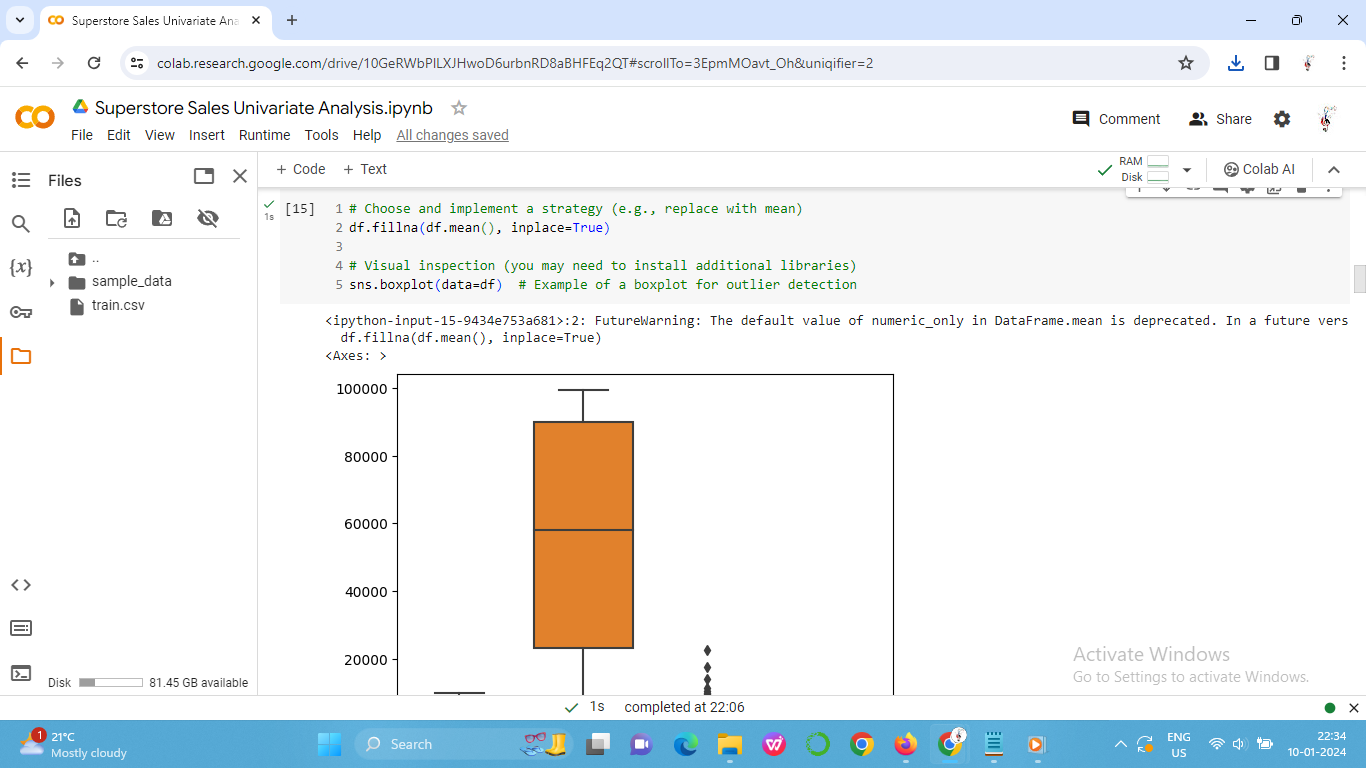 Superstore Sales Univariate Ana
colab.research.google.com/drive/10GeRWbPlLXJHwoD6urbnRD8aBHFEq2QT#scrollTo=3EpmMOavt_Oh&uniqifier=2
Superstore Sales Univariate Analysis.ipynb
Comment
Share
File Edit View Insert Runtime Tools Help All changes saved
Files
+ Code + Text
RAM
Disk
Colab AI
..
sample_data
train.csv
{x}
1s
[15]
1 # Choose and implement a strategy (e.g., replace with mean)
2 df.fillna(df.mean(), inplace=True)
3
4 # Visual inspection (you may need to install additional libraries)
5 sns.boxplot(data=df)  # Example of a boxplot for outlier detection
<ipython-input-15-9434e753a681>:2: FutureWarning: The default value of numeric_only in DataFrame.mean is deprecated. In a future vers
df.fillna(df.mean(), inplace=True)
<Axes: >
100000
80000
60000
40000
20000
Activate Windows
Go to Settings to activate Windows.
Disk 81.45 GB available
1s completed at 22:06
1
21°C
Mostly cloudy
Search
ENG
US
22:34
10-01-2024